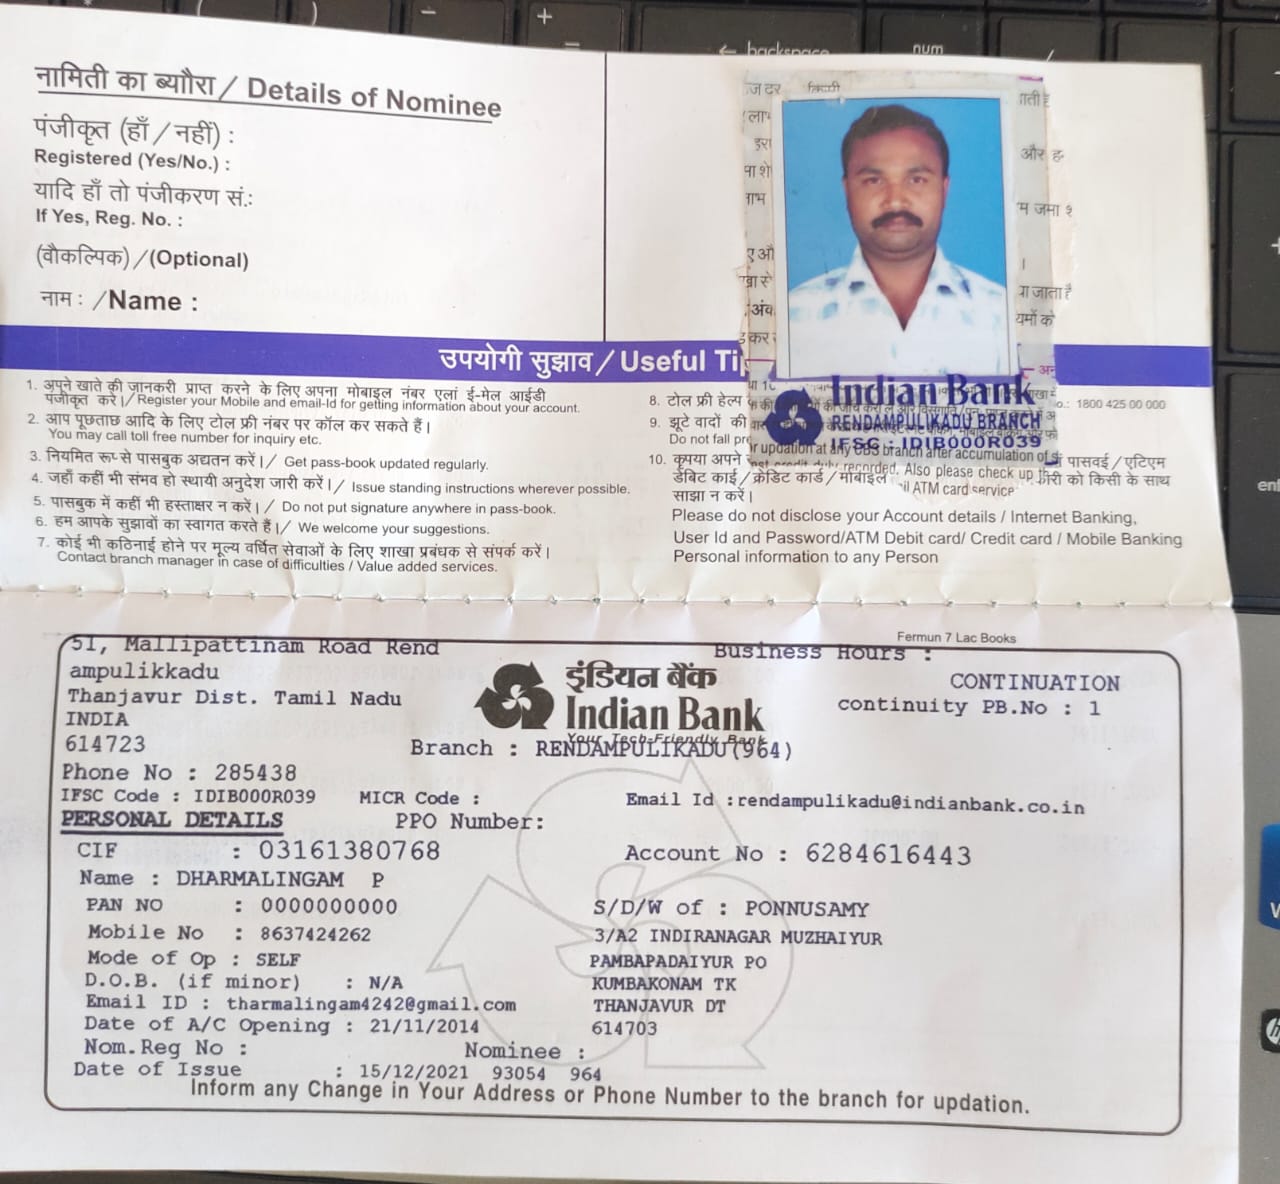 नामिती का ब्यौरा / Details of Nominee
पंजीकृत (हाँ / नहीं) :
Registered (Yes/No.) :
यादि हाँ तो पंजीकरण सं.:
If Yes, Reg. No. :
(वौकल्पिक) /(Optional)
नाम : /Name :
उपयोगी सुझाव / Useful Tip
1. अपने खाते की जानकरी प्राप्त करने के लिए अपना मोबाइल नंबर एलां ई-मेल आईडी
पंजीकृत करें।/ Register your Mobile and email-Id for getting information about your account.
2. आप पूछताछ आदि के लिए टोल फ्री नंबर पर कॉल कर सकते हैं।
You may call toll free number for inquiry etc.
3. नियमित रूप से पासबुक अद्यतन करें।/ Get pass-book updated regularly.
4. जहाँ कहीं भी संभव हो स्थायी अनुदेश जारी करें।/ Issue standing instructions wherever possible.
5. पासबुक में कहीं भी हस्ताक्षर न करें।/ Do not put signature anywhere in pass-book.
6. हम आपके सुझावों का स्वागत करते हैं।/ We welcome your suggestions.
7. कोई भी कठिनाई होने पर मूल्य वर्धित सेवाओं के लिए शाखा प्रबंधक से संपर्क करें।
Contact branch manager in case of difficulties / Value added services.
8. टोल फ्री हेल्प
o.: 1800 425 00 000
9. झूटे वादों की
Do not fall
10. कृपया अपने
पासवर्ड / एटिएम
डेबिट कार्ड / क्रेडिट कार्ड / मोबाईल
को किसी के साथ
साझा न करें।
Please do not disclose your Account details / Internet Banking,
User Id and Password/ATM Debit card/ Credit card / Mobile Banking
Personal information to any Person
Indian Bank
RENDAMPULIKADU BRANCH
IFSC : IDIB000R039
updation at any CBS branch after accumulation of
recorded. Also please check up
ATM card service
Fermun 7 Lac Books
51, Mallipattinam Road Rend
ampulikkadu
Thanjavur Dist. Tamil Nadu
INDIA
614723
Phone No : 285438
इंडियन बैंक
Indian Bank
Your Tech-Friendly Bank
Branch : RENDAMPULIKADU(964)
Business Hours :
CONTINUATION
continuity PB.No : 1
IFSC Code : IDIB000R039 MICR Code : Email Id :rendampulikadu@indianbank.co.in
PERSONAL DETAILS PPO Number:
CIF : 03161380768 Account No : 6284616443
Name : DHARMALINGAM P
PAN NO : 0000000000 S/D/W of : PONNUSAMY
Mobile No : 8637424262 3/A2 INDIRANAGAR MUZHAIYUR
Mode of Op : SELF PAMBAPADAIYUR PO
D.O.B. (if minor) : N/A KUMBAKONAM TK
Email ID : tharmalingam4242@gmail.com THANJAVUR DT
Date of A/C Opening : 21/11/2014 614703
Nom.Reg No : Nominee :
Date of Issue : 15/12/2021 93054 964
Inform any Change in Your Address or Phone Number to the branch for updation.
backspace
num